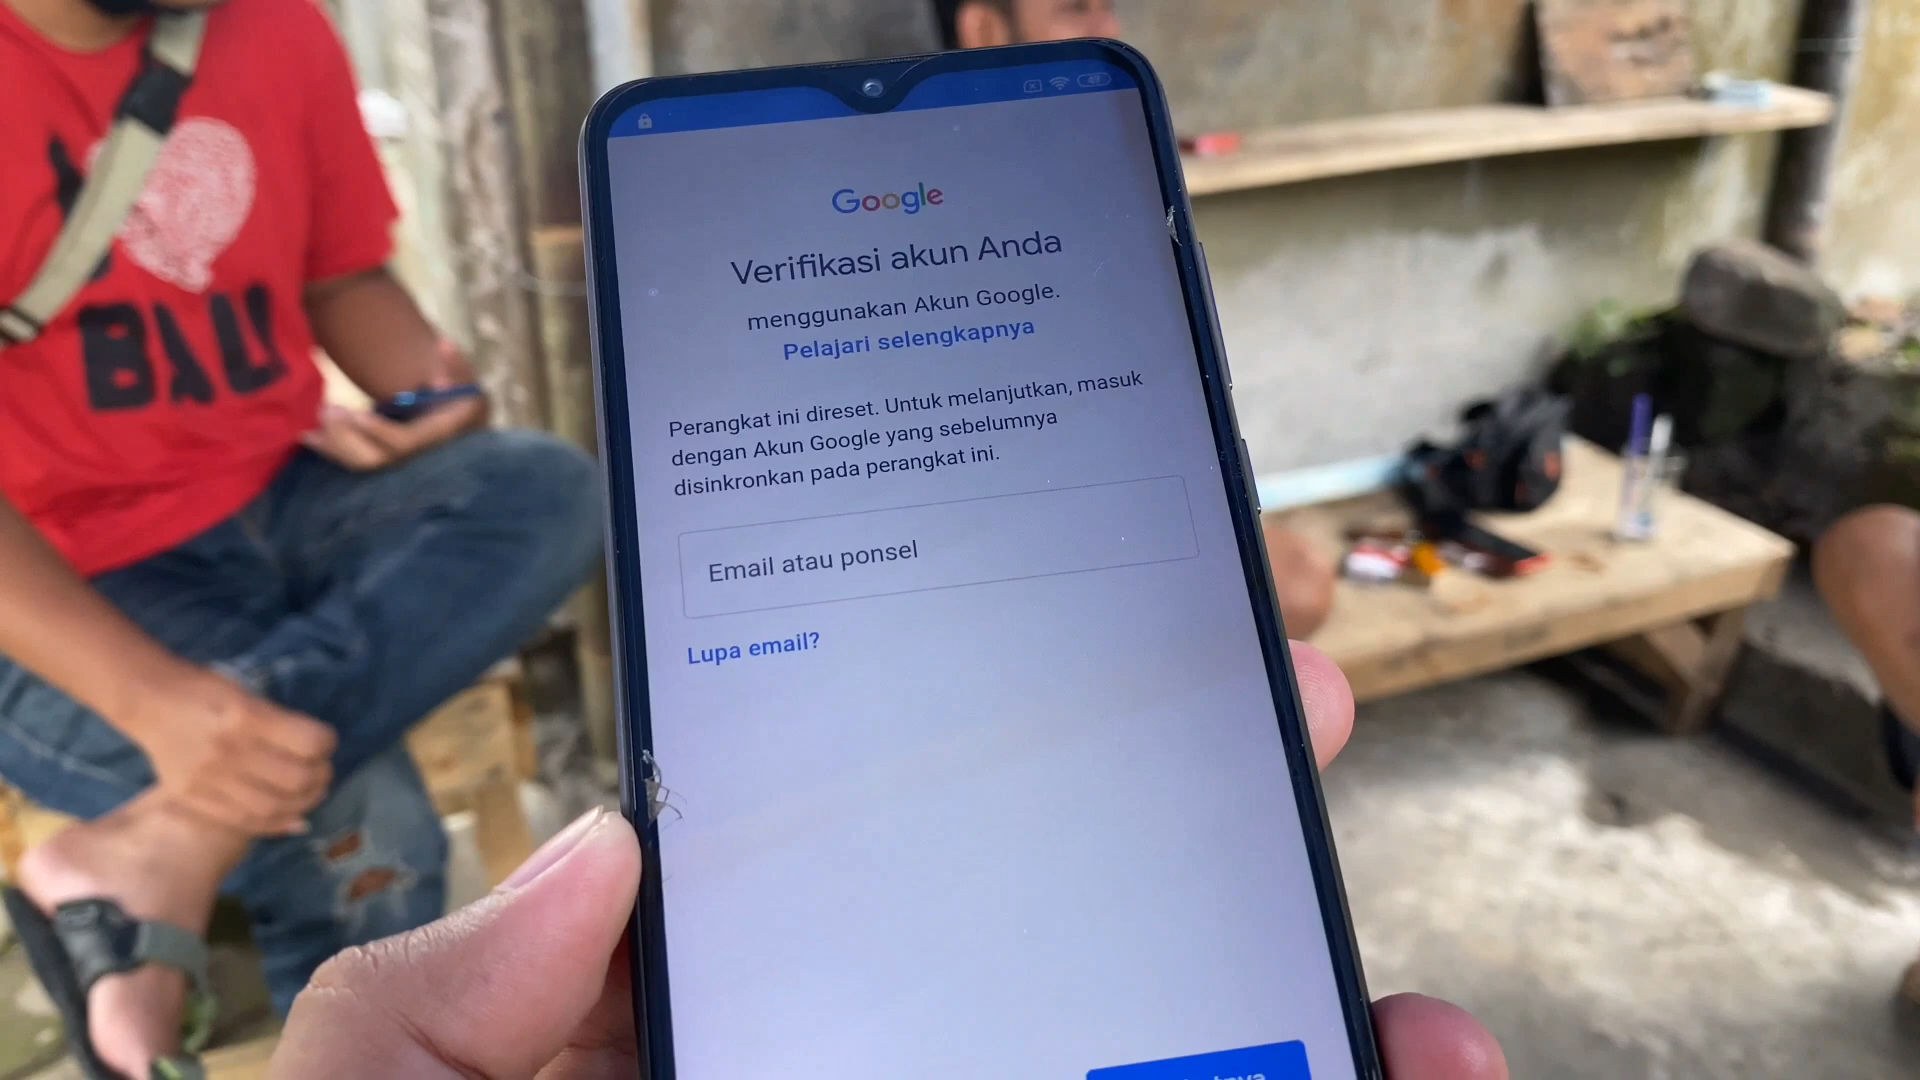 BALI
Google
Verifikasi akun Anda
menggunakan Akun Google.
Pelajari selengkapnya
Perangkat ini direset. Untuk melanjutkan, masuk
dengan Akun Google yang sebelumnya
disinkronkan pada perangkat ini.
Email atau ponsel
Lupa email?